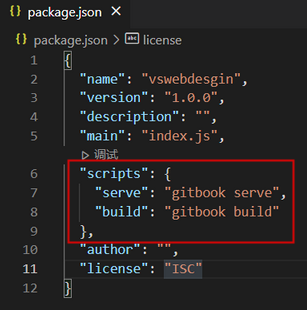 package.json ×
package.json > license
1 {
2 "name": "vswebdesgin",
3 "version": "1.0.0",
4 "description": "",
5 "main": "index.js",
▷ 调试
6 "scripts": {
7 "serve": "gitbook serve",
8 "build": "gitbook build"
9 },
10 "author": "",
11 "license": "ISC"
12 }